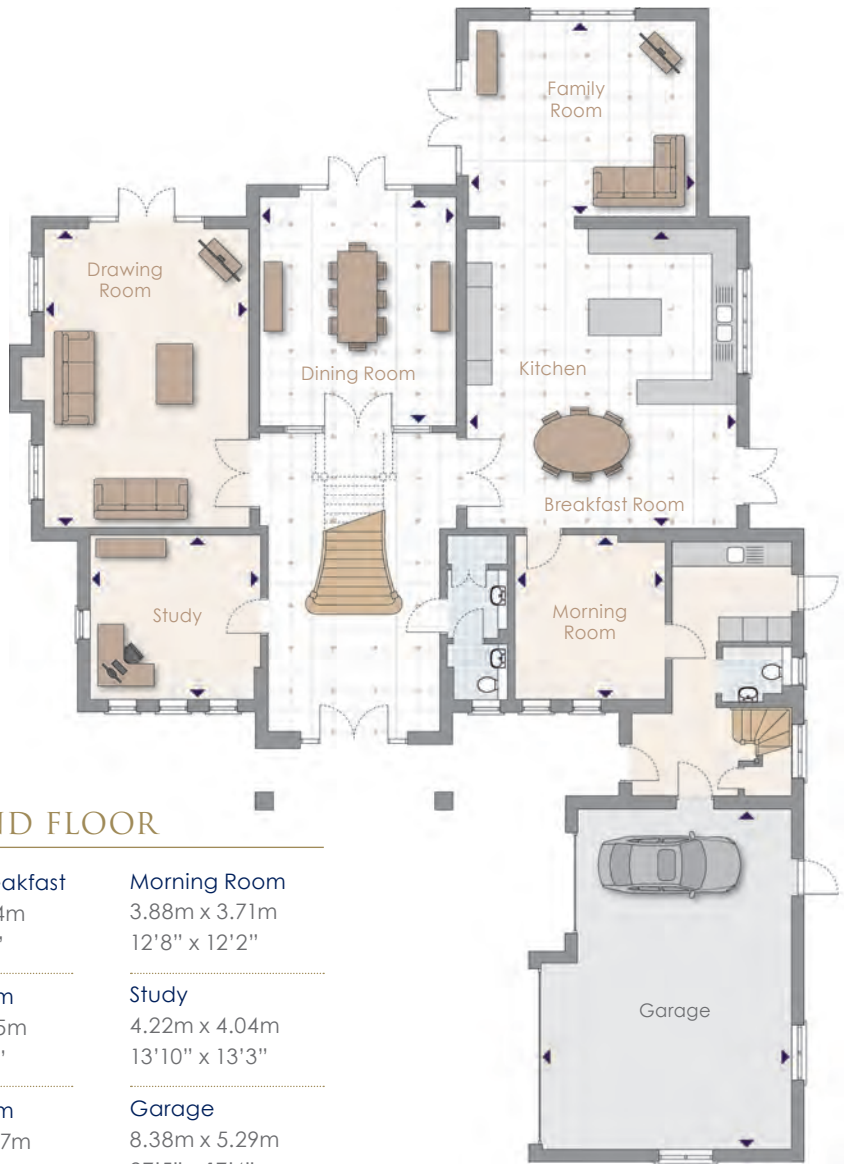 Family
Room
Drawing
Room
Dining Room
Kitchen
Breakfast Room
Study
Morning
Room
Garage
ND FLOOR
akfast
4m
”
m
5m
”
m
7m
Morning Room
3.88m x 3.71m
12’8” x 12’2”
Study
4.22m x 4.04m
13’10” x 13’3”
Garage
8.38m x 5.29m